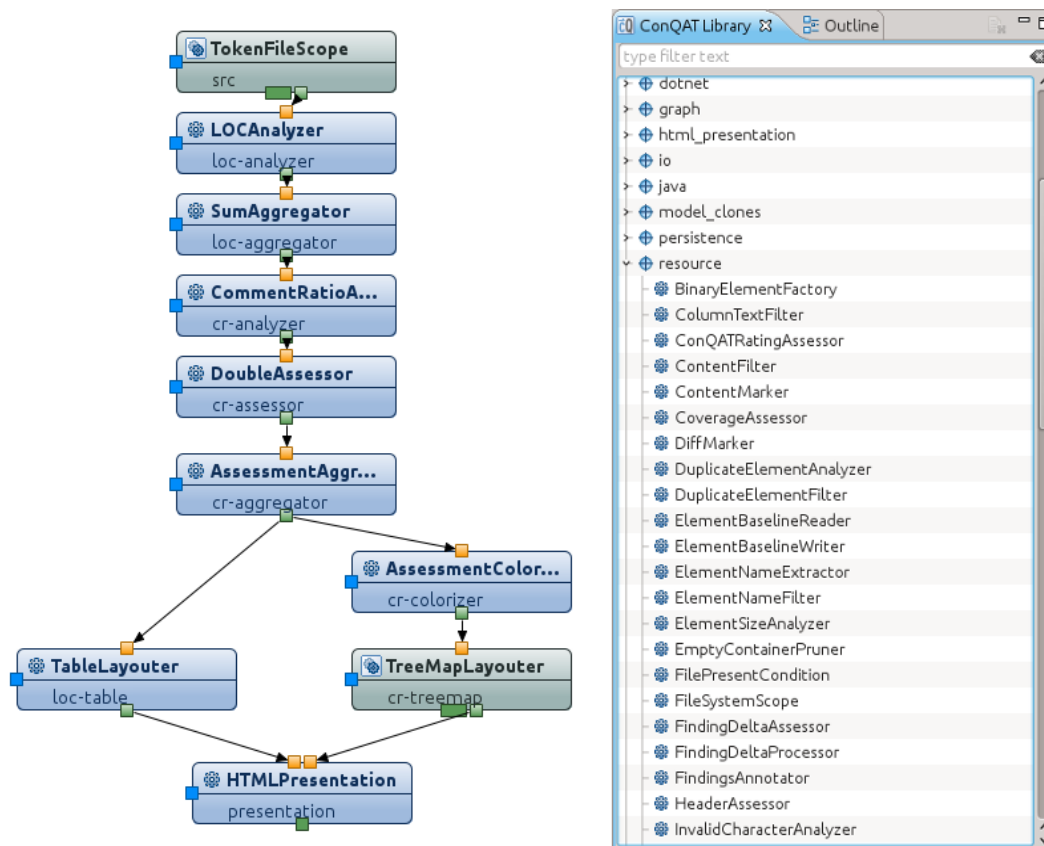 TokenFileScope
src
LOCAnalyzer
loc-analyzer
SumAggregator
loc-aggregator
CommentRatioA...
cr-analyzer
DoubleAssessor
cr-assessor
AssessmentAggr...
cr-aggregator
AssessmentColor...
cr-colorizer
TableLayouter
loc-table
TreeMapLayouter
cr-treemap
HTMLPresentation
presentation
ConQAT Library
Outline
type filter text
dotnet
graph
html_presentation
io
java
model_clones
persistence
resource
BinaryElementFactory
ColumnTextFilter
ConQATRatingAssessor
ContentFilter
ContentMarker
CoverageAssessor
DiffMarker
DuplicateElementAnalyzer
DuplicateElementFilter
ElementBaselineReader
ElementBaselineWriter
ElementNameExtractor
ElementNameFilter
ElementSizeAnalyzer
EmptyContainerPruner
FilePresentCondition
FileSystemScope
FindingDeltaAssessor
FindingDeltaProcessor
FindingsAnnotator
HeaderAssessor
InvalidCharacterAnalyzer